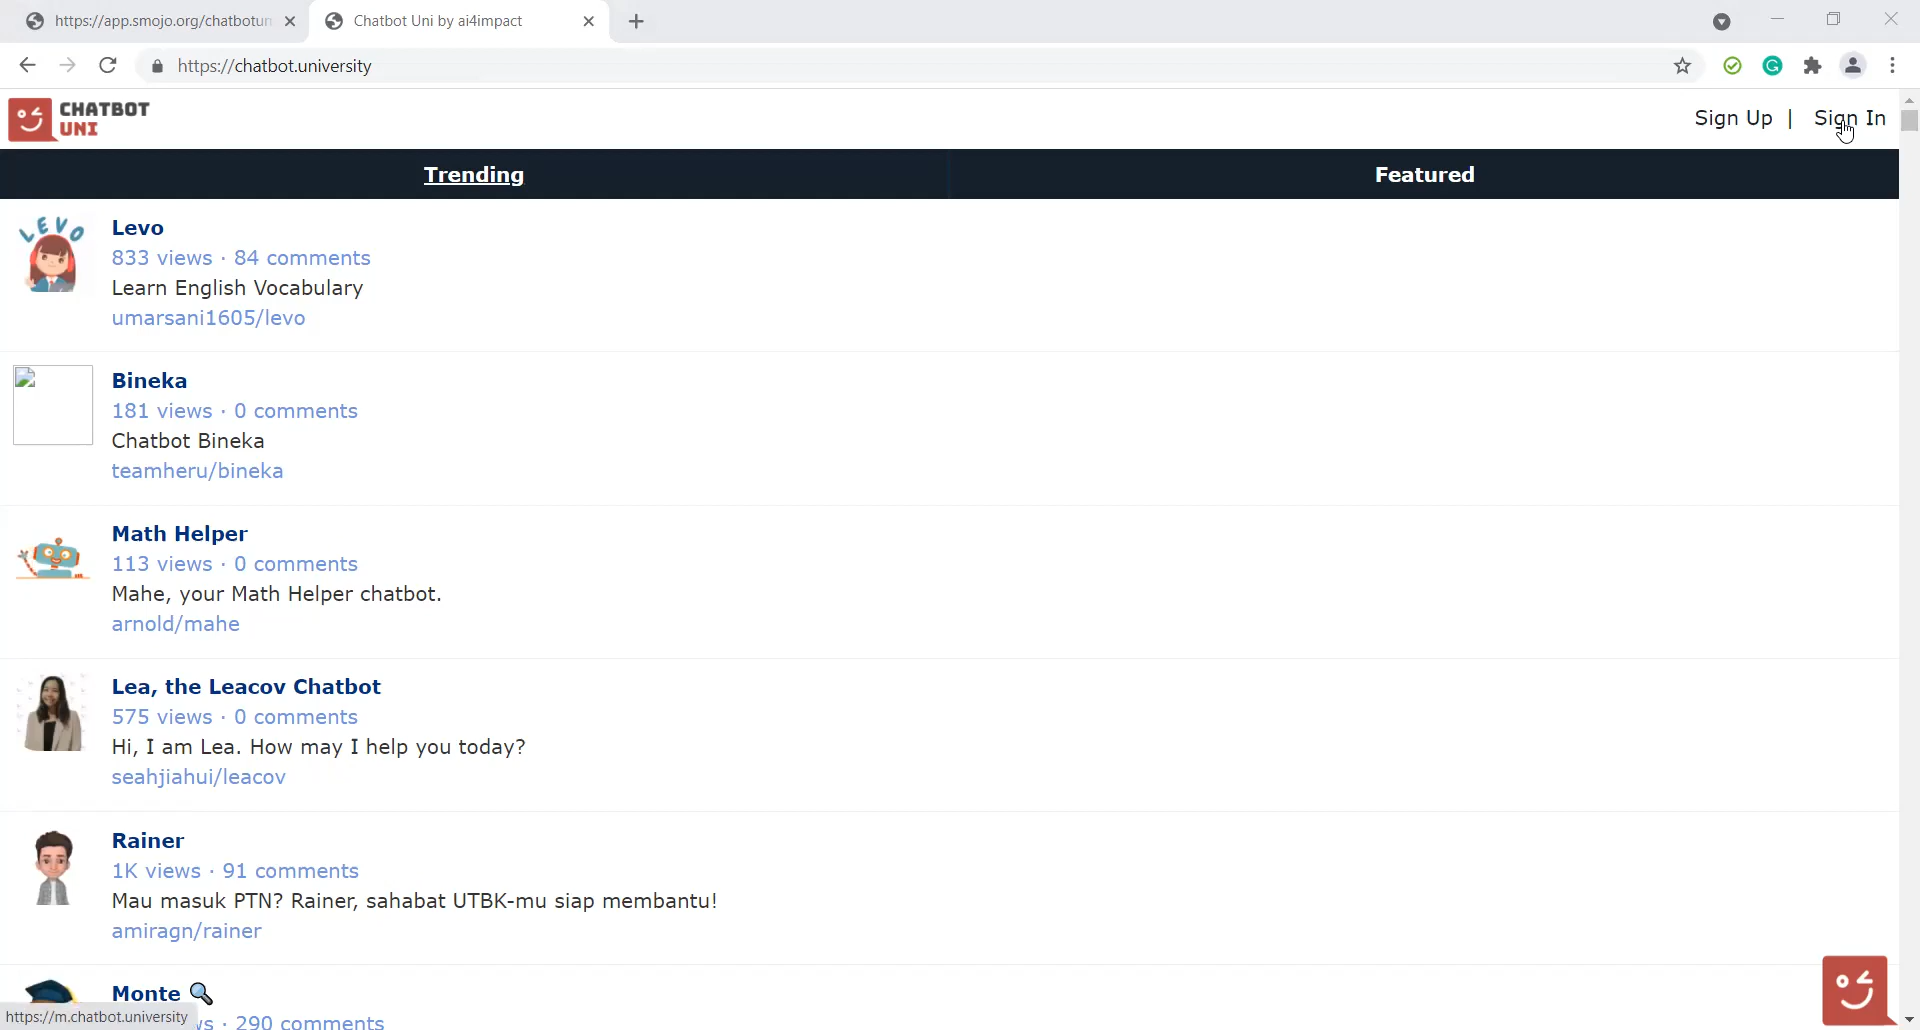 https://app.smojo.org/chatbotun
Chatbot Uni by ai4impact
https://chatbot.university
CHATBOT
UNI
Sign Up | Sign In
Trending
Featured
LEVO
Levo
833 views · 84 comments
Learn English Vocabulary
umarsani1605/levo
Bineka
181 views · 0 comments
Chatbot Bineka
teamheru/bineka
Math Helper
113 views · 0 comments
Mahe, your Math Helper chatbot.
arnold/mahe
Lea, the Leacov Chatbot
575 views · 0 comments
Hi, I am Lea. How may I help you today?
seahjiahui/leacov
Rainer
1K views · 91 comments
Mau masuk PTN? Rainer, sahabat UTBK-mu siap membantu!
amiragn/rainer
Monte 🔍
· 290 comments
https://m.chatbot.university